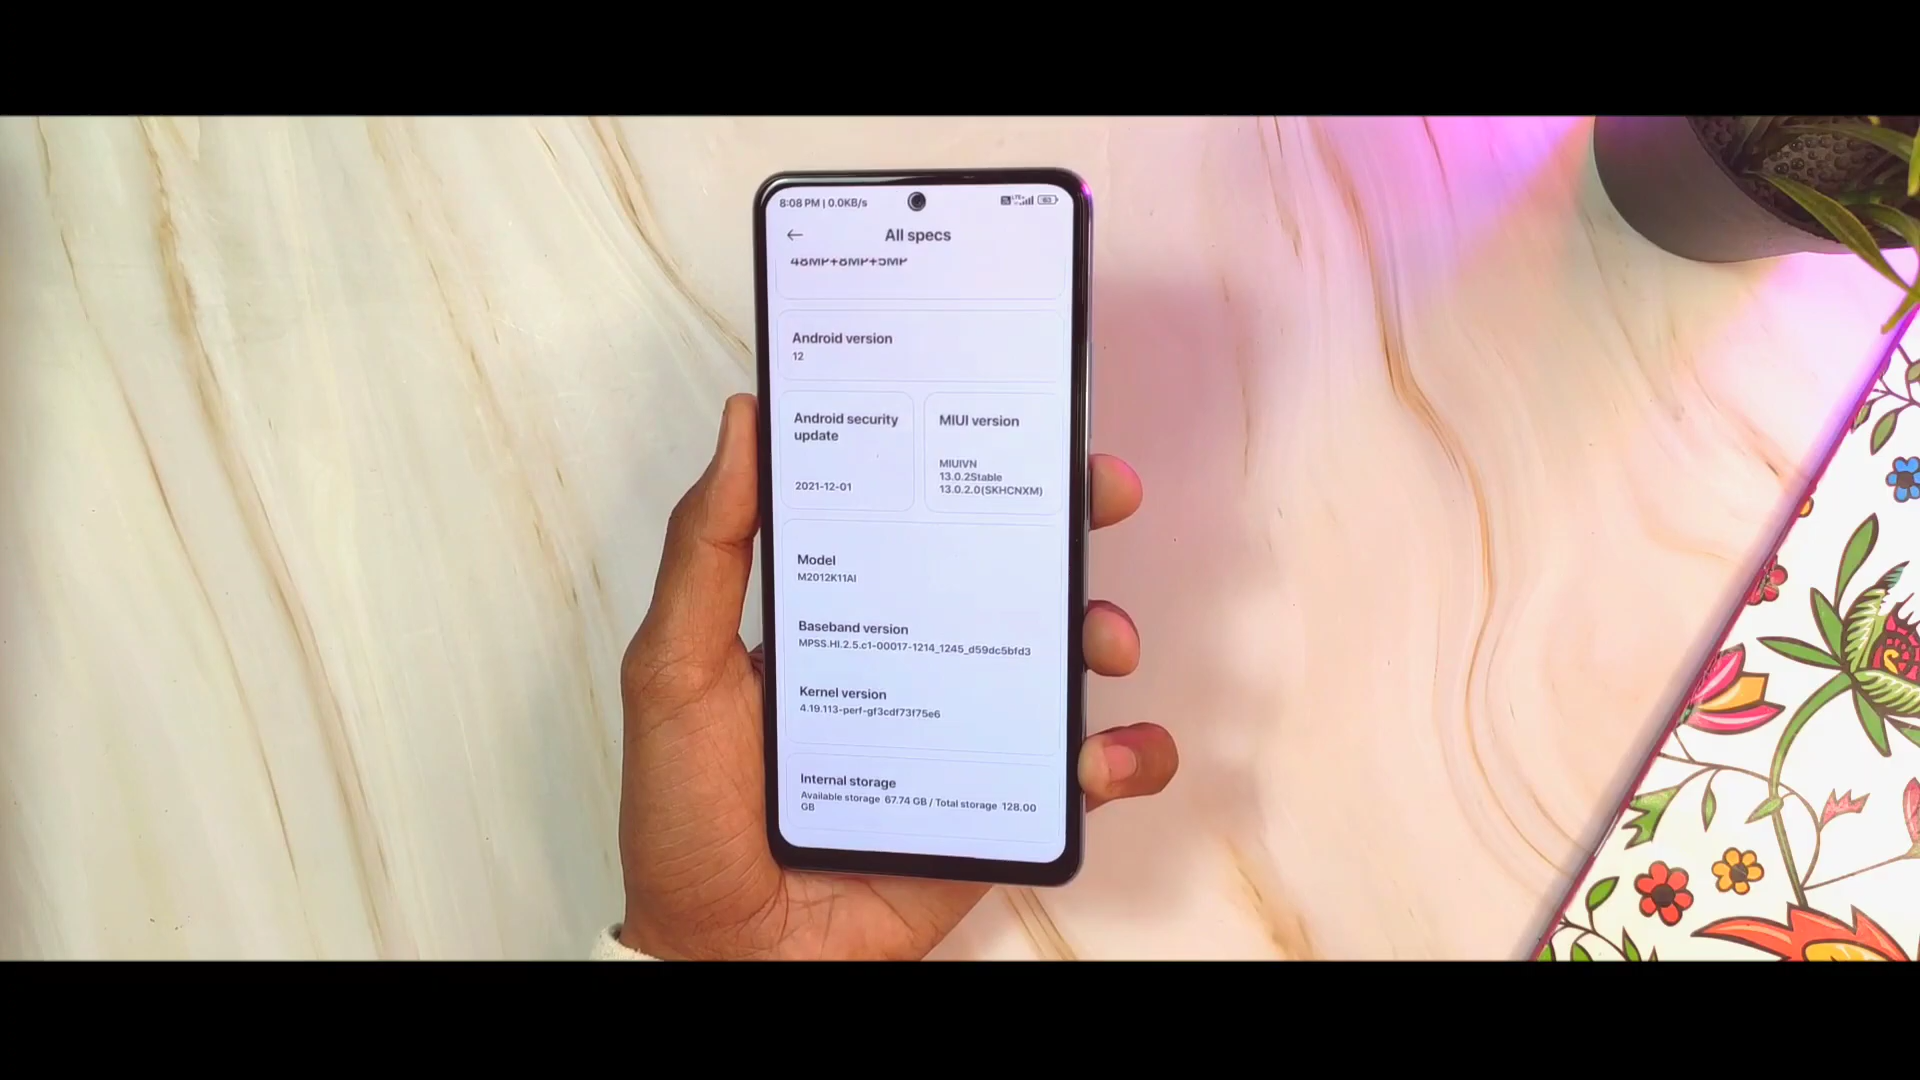 8:08 PM | 0.0KB/s
All specs
48MP+8MP+5MP
Android version
12
Android security
update
2021-12-01
MIUI version
MIUIVN
13.0.2Stable
13.0.2.0(SKHCNXM)
Model
M2012K11AI
Baseband version
MPSS.HI.2.5.c1-00017-1214_1245_d59dc5bfd3
Kernel version
4.19.113-perf-gf3cdf73f75e6
Internal storage
Available storage 67.74 GB / Total storage 128.00
GB